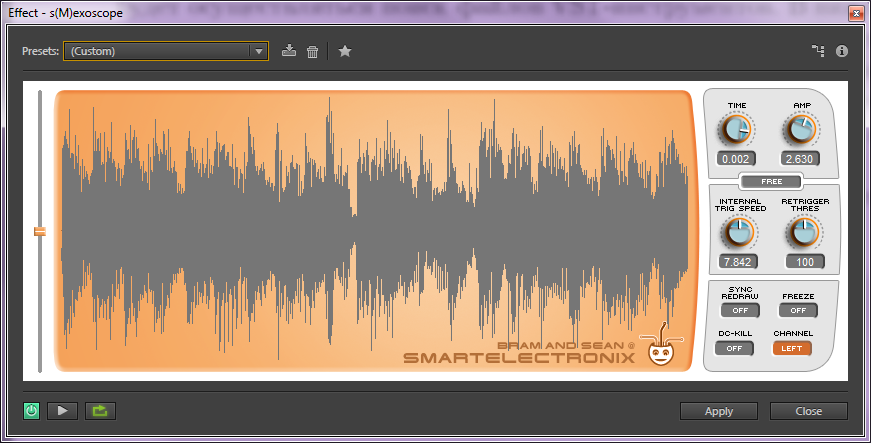 Effect - s(M)exoscope
Presets: (Custom)
TIME AMP
0.002 2.630
FREE
INTERNAL TRIG SPEED
RETRIGGER THRES
7.842 100
SYNC REDRAW
FREEZE
OFF OFF
DC-KILL CHANNEL
OFF LEFT
BRAM AND SEAN @
SMARTELECTRONIX
Apply Close